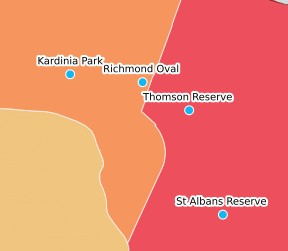 Kardinia Park
Richmond Oval
Thomson Reserve
St Albans Reserve